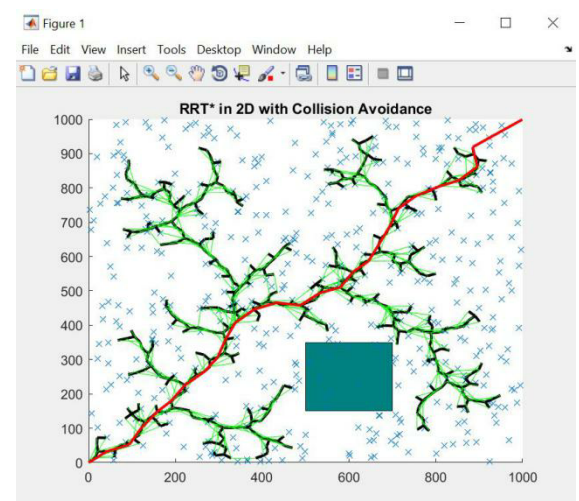 Figure 1
File Edit View Insert Tools Desktop Window Help
RRT* in 2D with Collision Avoidance
1000
900
800
700
600
500
400
300
200
100
0
0 200 400 600 800 1000